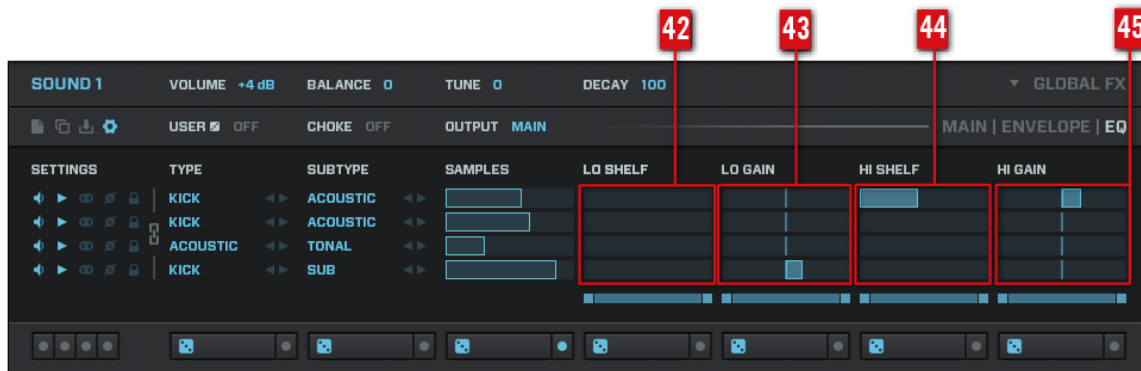 42 43 44 45
SOUND 1 VOLUME +4 dB BALANCE 0 TUNE 0 DECAY 100 GLOBAL FX
USER OFF CHOKE OFF OUTPUT MAIN MAIN | ENVELOPE | EQ
SETTINGS TYPE SUBTYPE SAMPLES LO SHELF LO GAIN HI SHELF HI GAIN
KICK ACOUSTIC
KICK ACOUSTIC
ACOUSTIC TONAL
KICK SUB